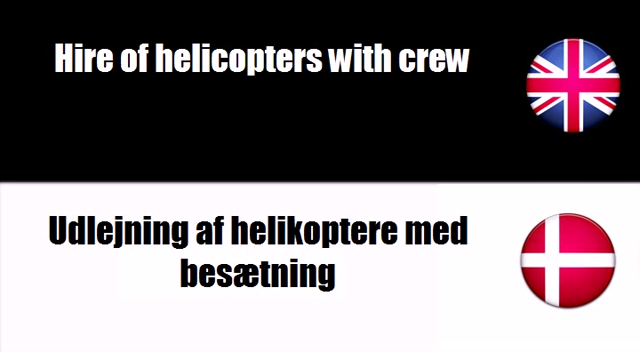 Hire of helicopters with crew
Udlejning af helikoptere med
besætning